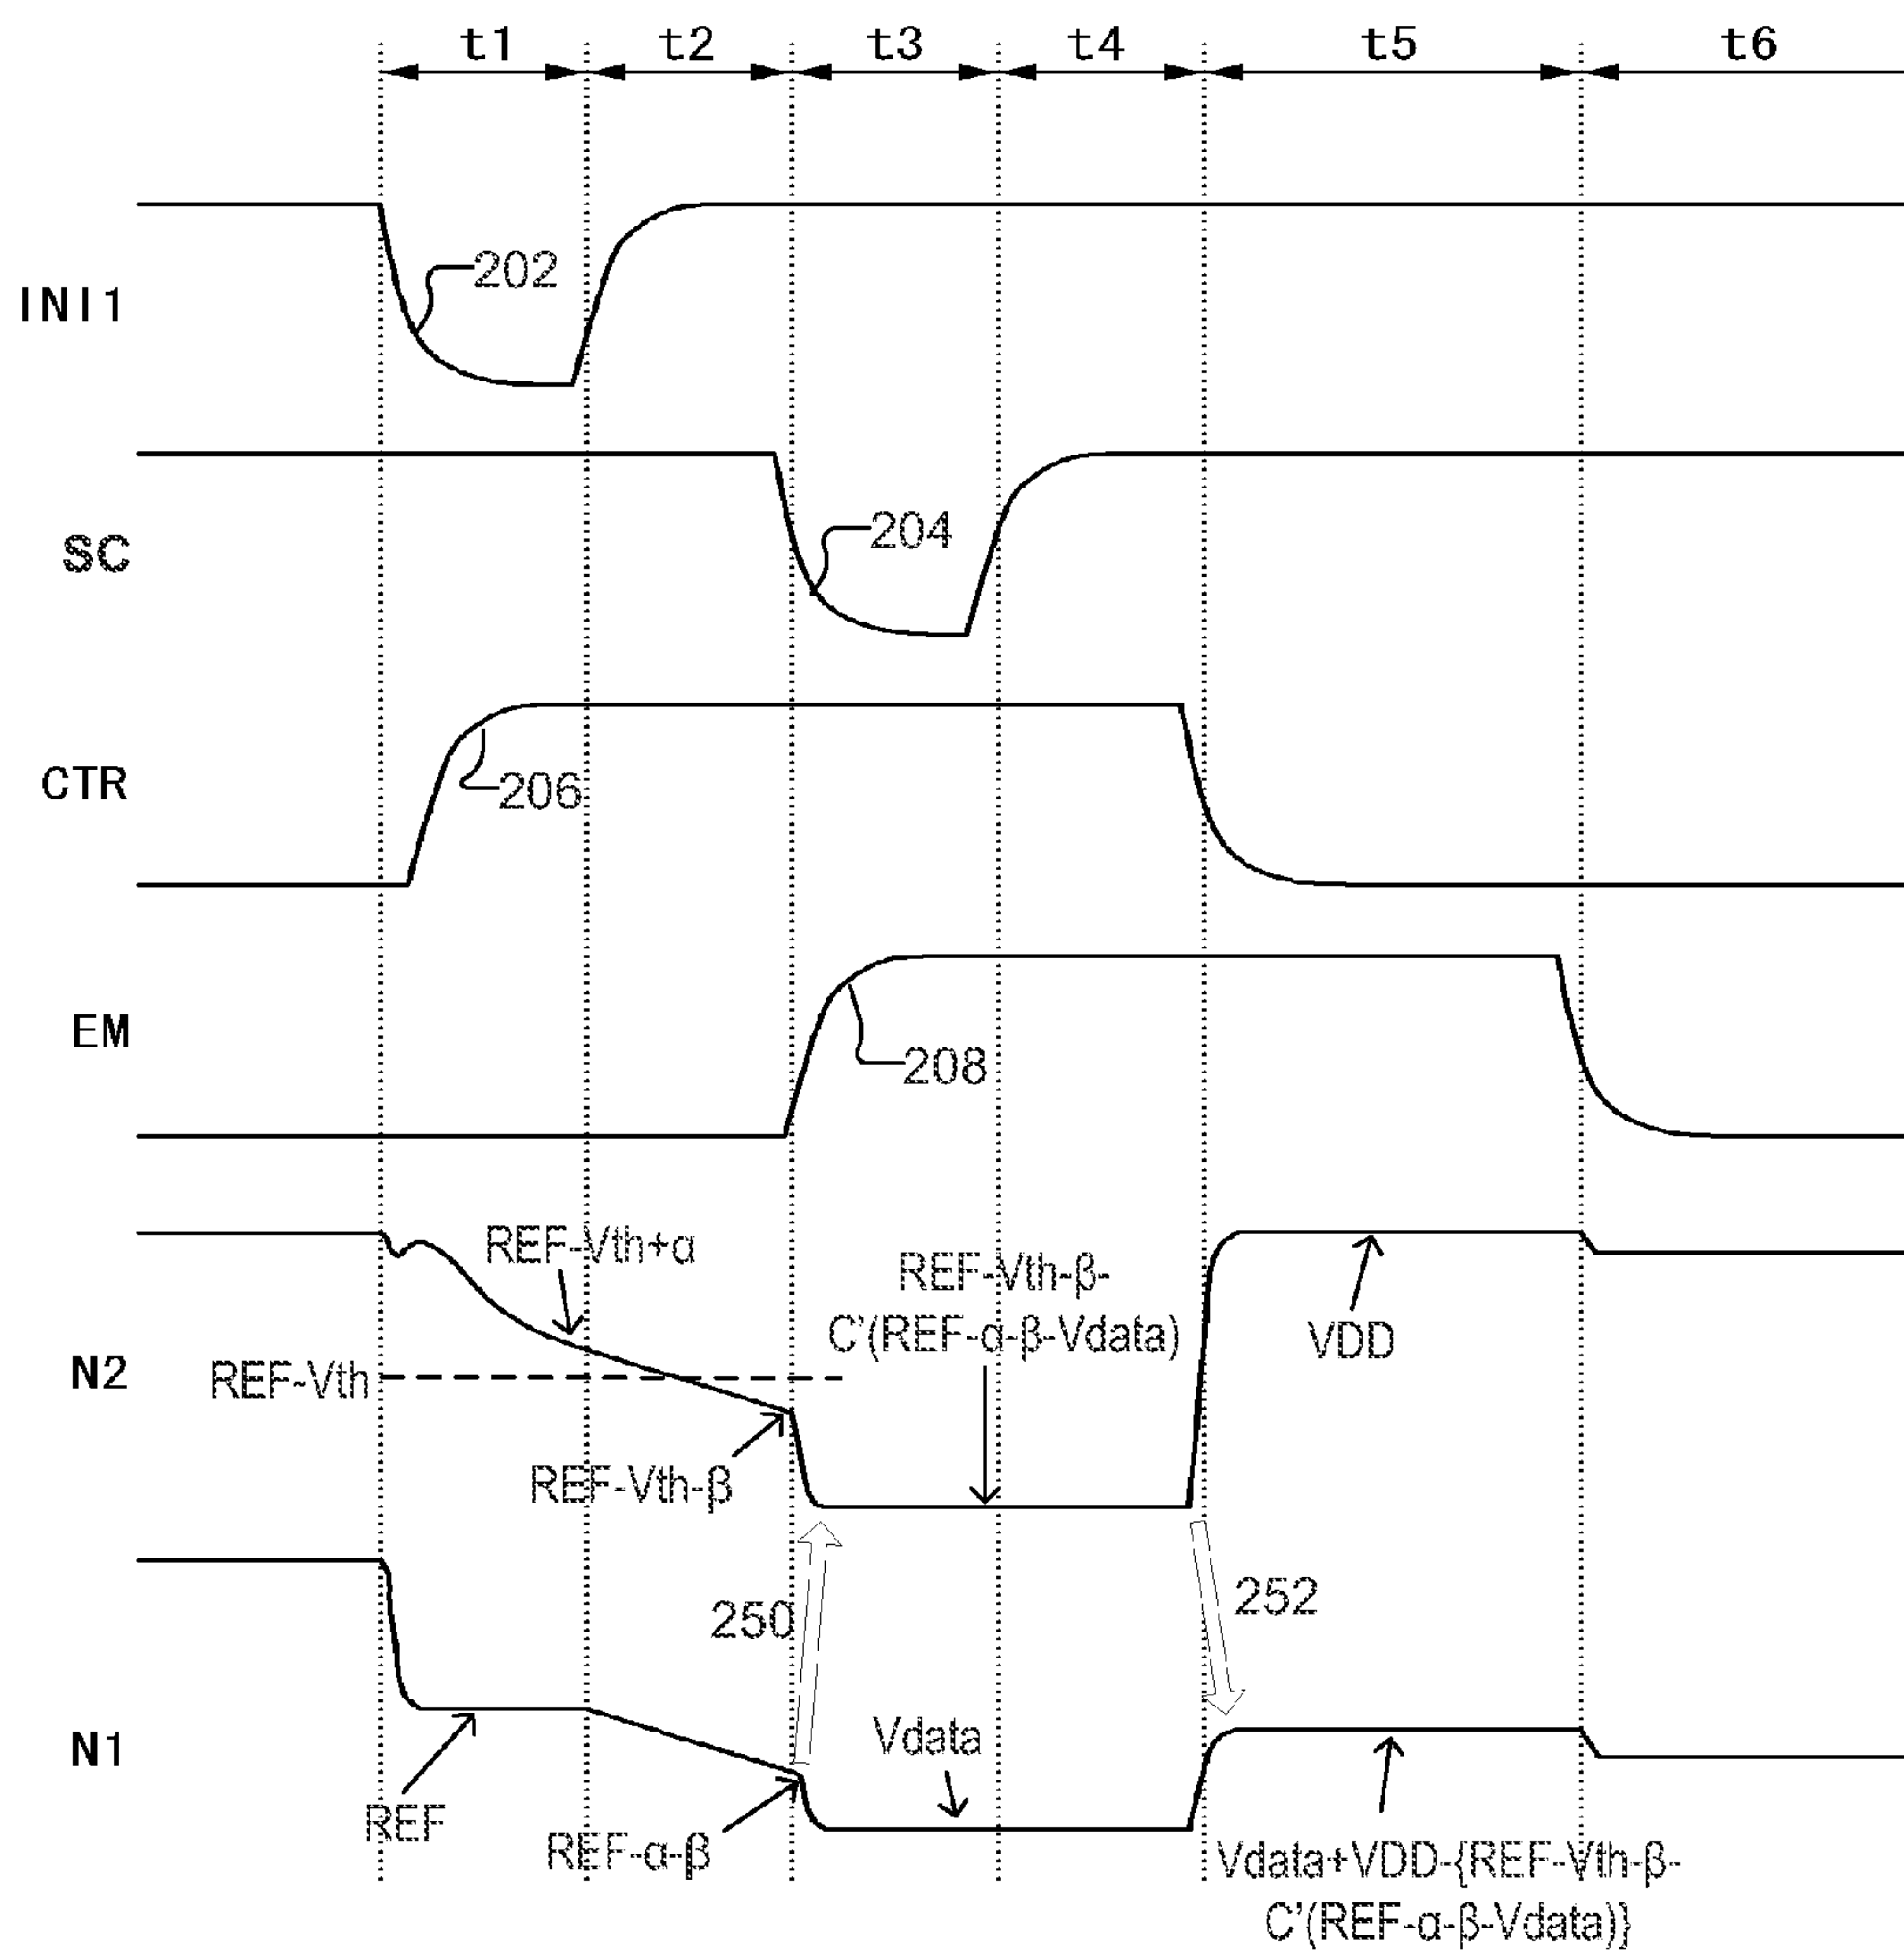 t1 t2 t3 t4 t5 t6
INI1
202
SC
204
CTR
206
EM
208
REF-Vth+α
REF-Vth-β-
C'(REF-α-β-Vdata)
VDD
N2
REF-Vth
REF-Vth-β
250
252
N1
Vdata
REF
REF-α-β
Vdata+VDD-{REF-Vth-β-
C'(REF-α-β-Vdata)}